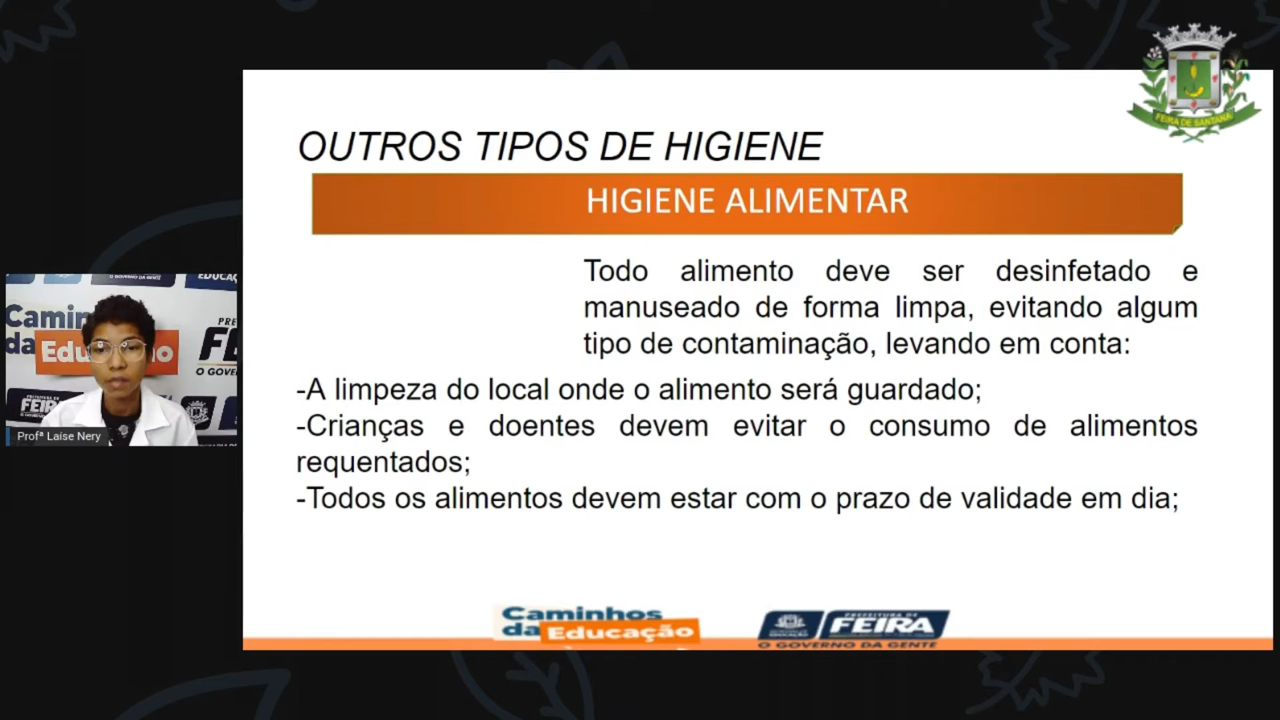 FEIRA DE SANTANA
OUTROS TIPOS DE HIGIENE
HIGIENE ALIMENTAR
Todo alimento deve ser desinfetado e
manuseado de forma limpa, evitando algum
tipo de contaminação, levando em conta:
-A limpeza do local onde o alimento será guardado;
-Crianças e doentes devem evitar o consumo de alimentos
requentados;
-Todos os alimentos devem estar com o prazo de validade em dia;
Profª Laíse Nery
Caminhos
da Educação
PREFEITURA DE
FEIRA
O GOVERNO DA GENTE